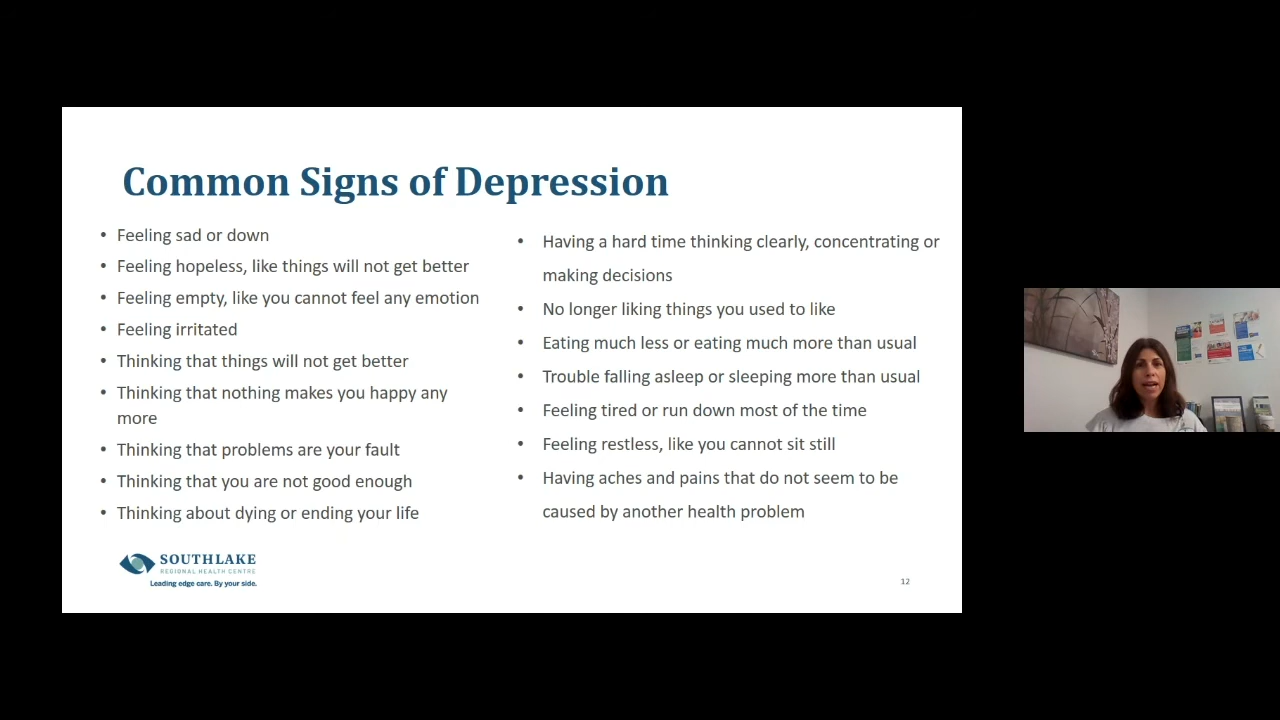 Common Signs of Depression
• Feeling sad or down
• Feeling hopeless, like things will not get better
• Feeling empty, like you cannot feel any emotion
• Feeling irritated
• Thinking that things will not get better
• Thinking that nothing makes you happy any
more
• Thinking that problems are your fault
• Thinking that you are not good enough
• Thinking about dying or ending your life
• Having a hard time thinking clearly, concentrating or
making decisions
• No longer liking things you used to like
• Eating much less or eating much more than usual
• Trouble falling asleep or sleeping more than usual
• Feeling tired or run down most of the time
• Feeling restless, like you cannot sit still
• Having aches and pains that do not seem to be
caused by another health problem
SOUTHLAKE
REGIONAL HEALTH CENTRE
Leading edge care. By your side.
12